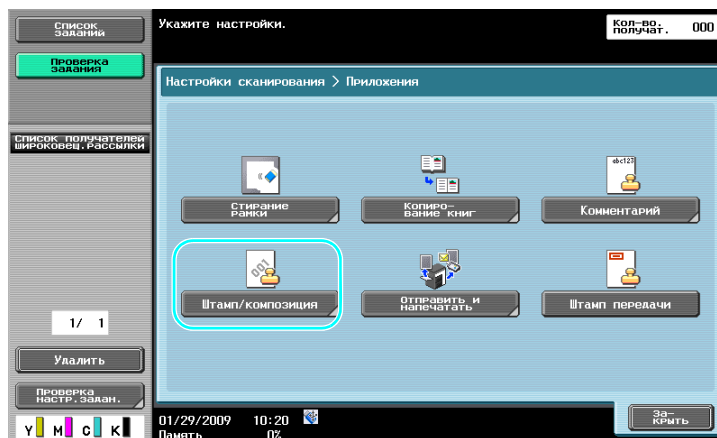 Список
заданий
Укажите настройки.
Кол-во.
получат.
000
Проверка
задания
Настройки сканирования > Приложения
Список получателей
широковещ.рассылки
abc123
Стирание
рамки
Копиро-
вание книг
Комментарий
001
Штамп/композиция
Отправить и
напечатать
Штамп передачи
1/ 1
Удалить
Проверка
настр.задан.
За-
крыть
01/29/2009 10:20
Память 0%
Y M C K